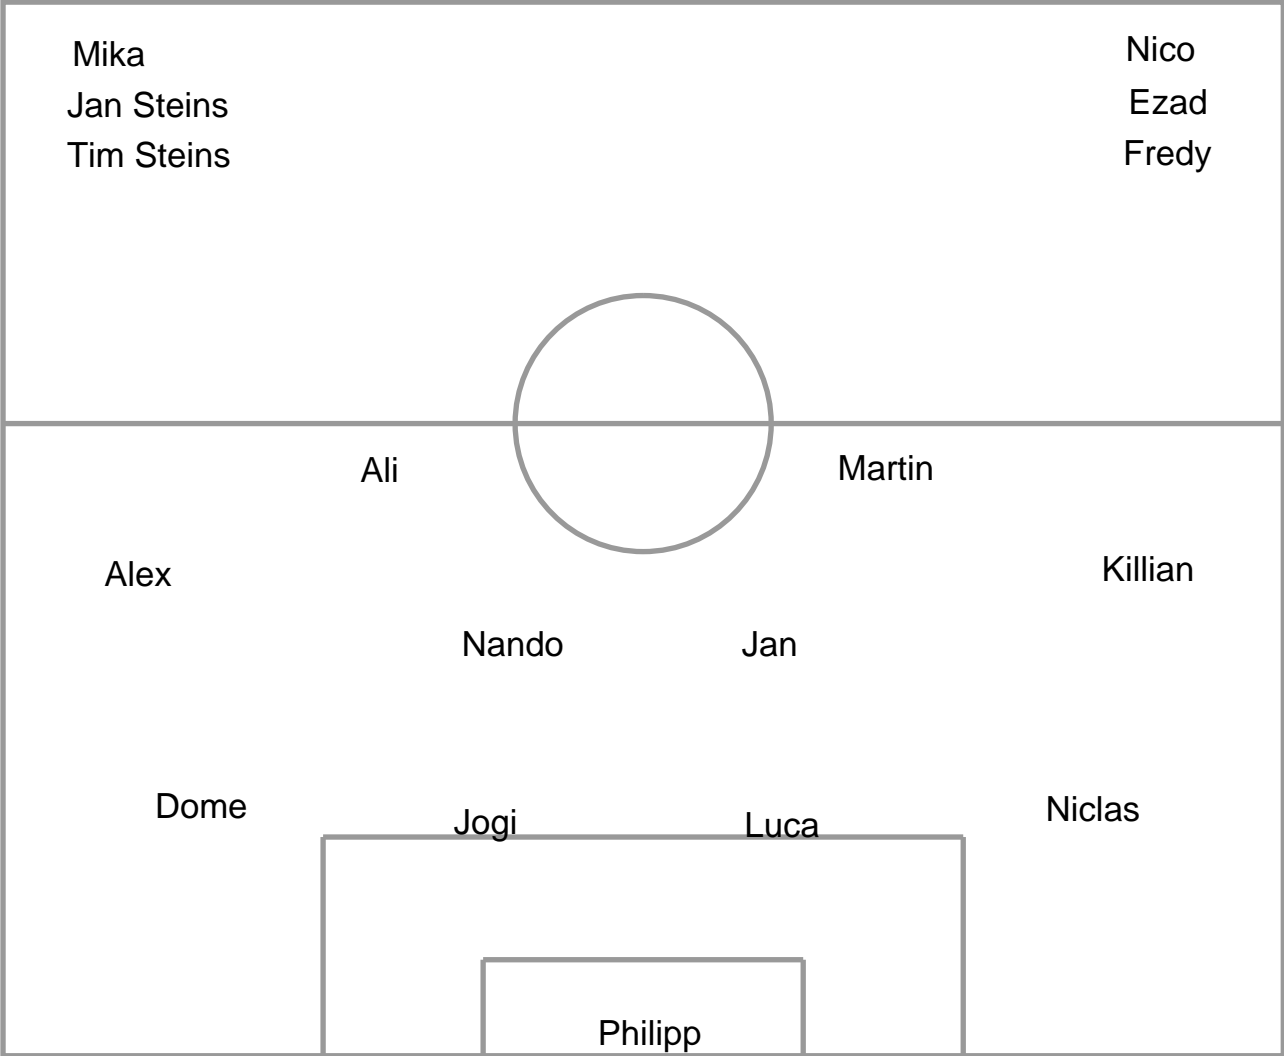 Mika
Jan Steins
Tim Steins
Nico
Ezad
Fredy
Ali
Martin
Alex
Killian
Nando
Jan
Dome
Jogi
Luca
Niclas
Philipp